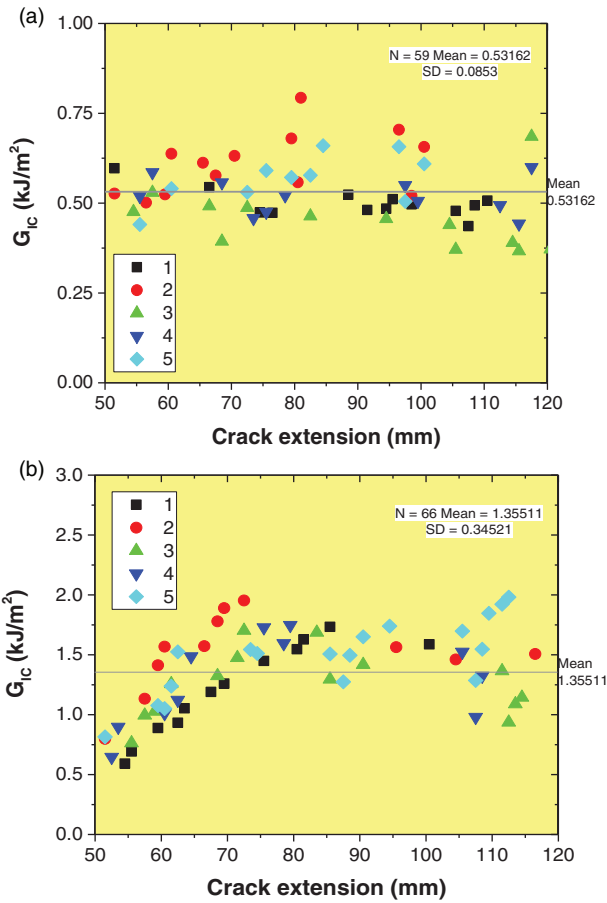 (a)
1.00
N = 59 Mean = 0.53162
SD = 0.0853
0.75
G_IC (kJ/m²)
Mean
0.53162
0.50
0.25
1
2
3
4
5
0.00
50 60 70 80 90 100 110 120
Crack extension (mm)
(b)
3.0
1
2
3
4
5
N = 66 Mean = 1.35511
SD = 0.34521
2.5
2.0
G_IC (kJ/m²)
1.5
Mean
1.35511
1.0
0.5
0.0
50 60 70 80 90 100 110 120
Crack extension (mm)